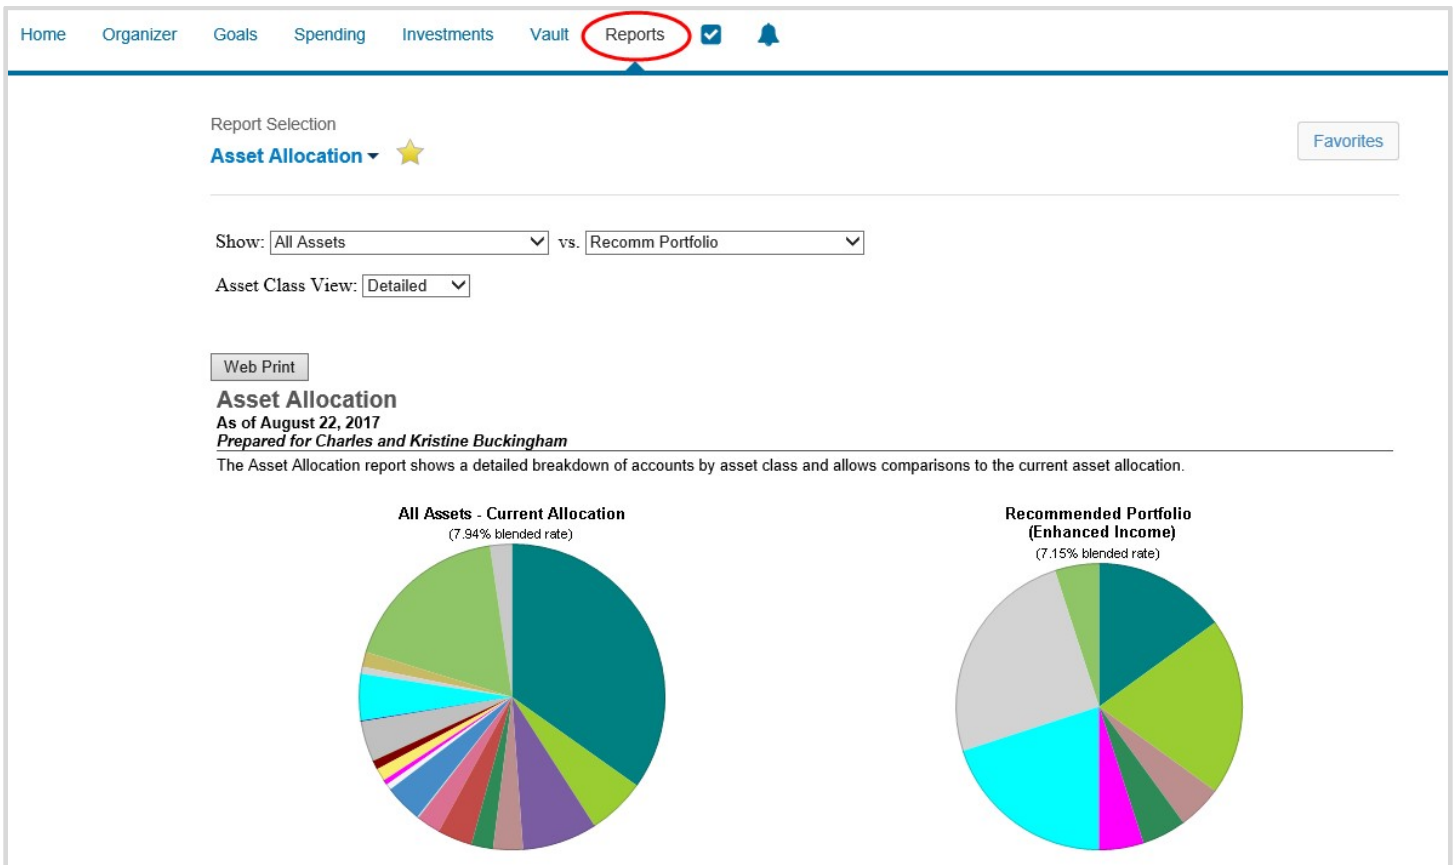 Home Organizer Goals Spending Investments Vault Reports
Report Selection
Asset Allocation
Favorites
Show: All Assets vs. Recomm Portfolio
Asset Class View: Detailed
Web Print
Asset Allocation
As of August 22, 2017
Prepared for Charles and Kristine Buckingham
The Asset Allocation report shows a detailed breakdown of accounts by asset class and allows comparisons to the current asset allocation.
All Assets - Current Allocation
(7.94% blended rate)
Recommended Portfolio
(Enhanced Income)
(7.15% blended rate)